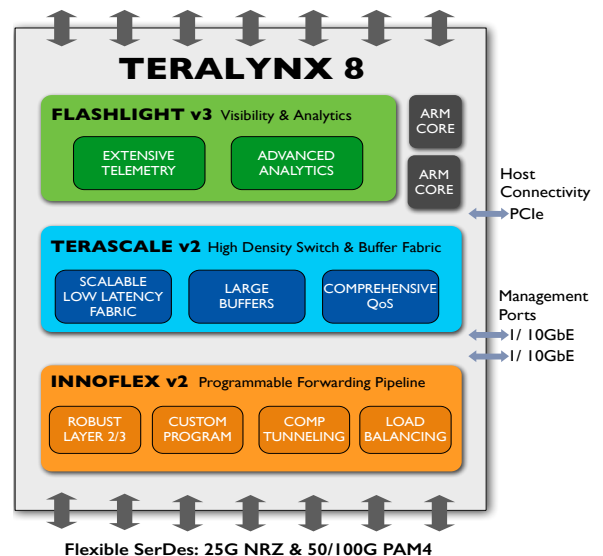 TERALYNX 8
FLASHLIGHT v3 Visibility & Analytics
EXTENSIVE
TELEMETRY
ADVANCED
ANALYTICS
ARM
CORE
ARM
CORE
Host
Connectivity
PCIe
TERASCALE v2 High Density Switch & Buffer Fabric
SCALABLE
LOW LATENCY
FABRIC
LARGE
BUFFERS
COMPREHENSIVE
QoS
Management
Ports
1/ 10GbE
1/ 10GbE
INNOFLEX v2 Programmable Forwarding Pipeline
ROBUST
LAYER 2/3
CUSTOM
PROGRAM
COMP
TUNNELING
LOAD
BALANCING
Flexible SerDes: 25G NRZ & 50/100G PAM4